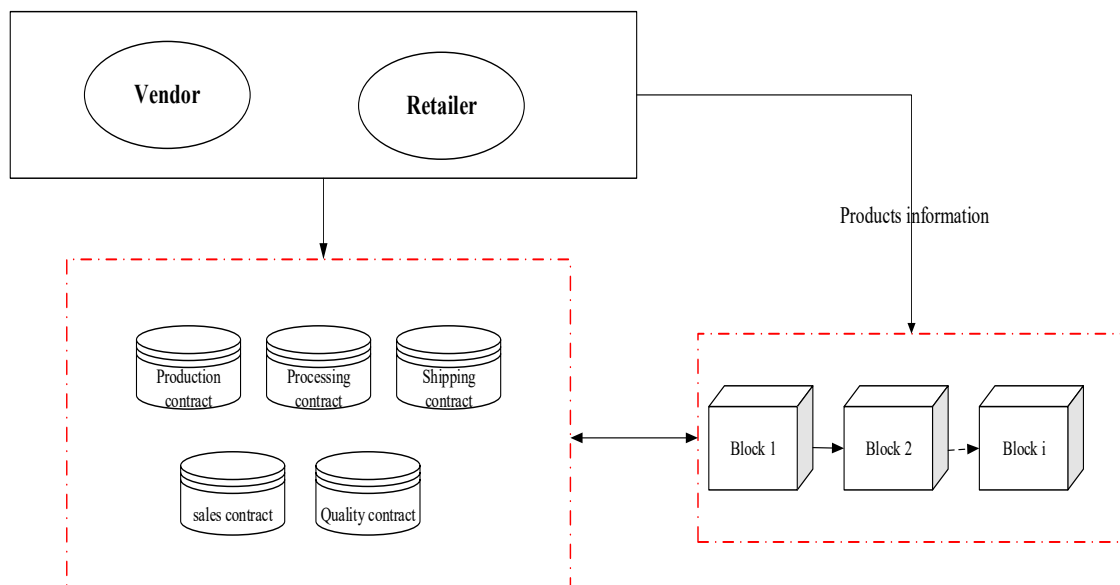 Vendor
Retailer
Products information
Production
contract
Processing
contract
Shipping
contract
sales contract
Quality contract
Block 1
Block 2
Block i